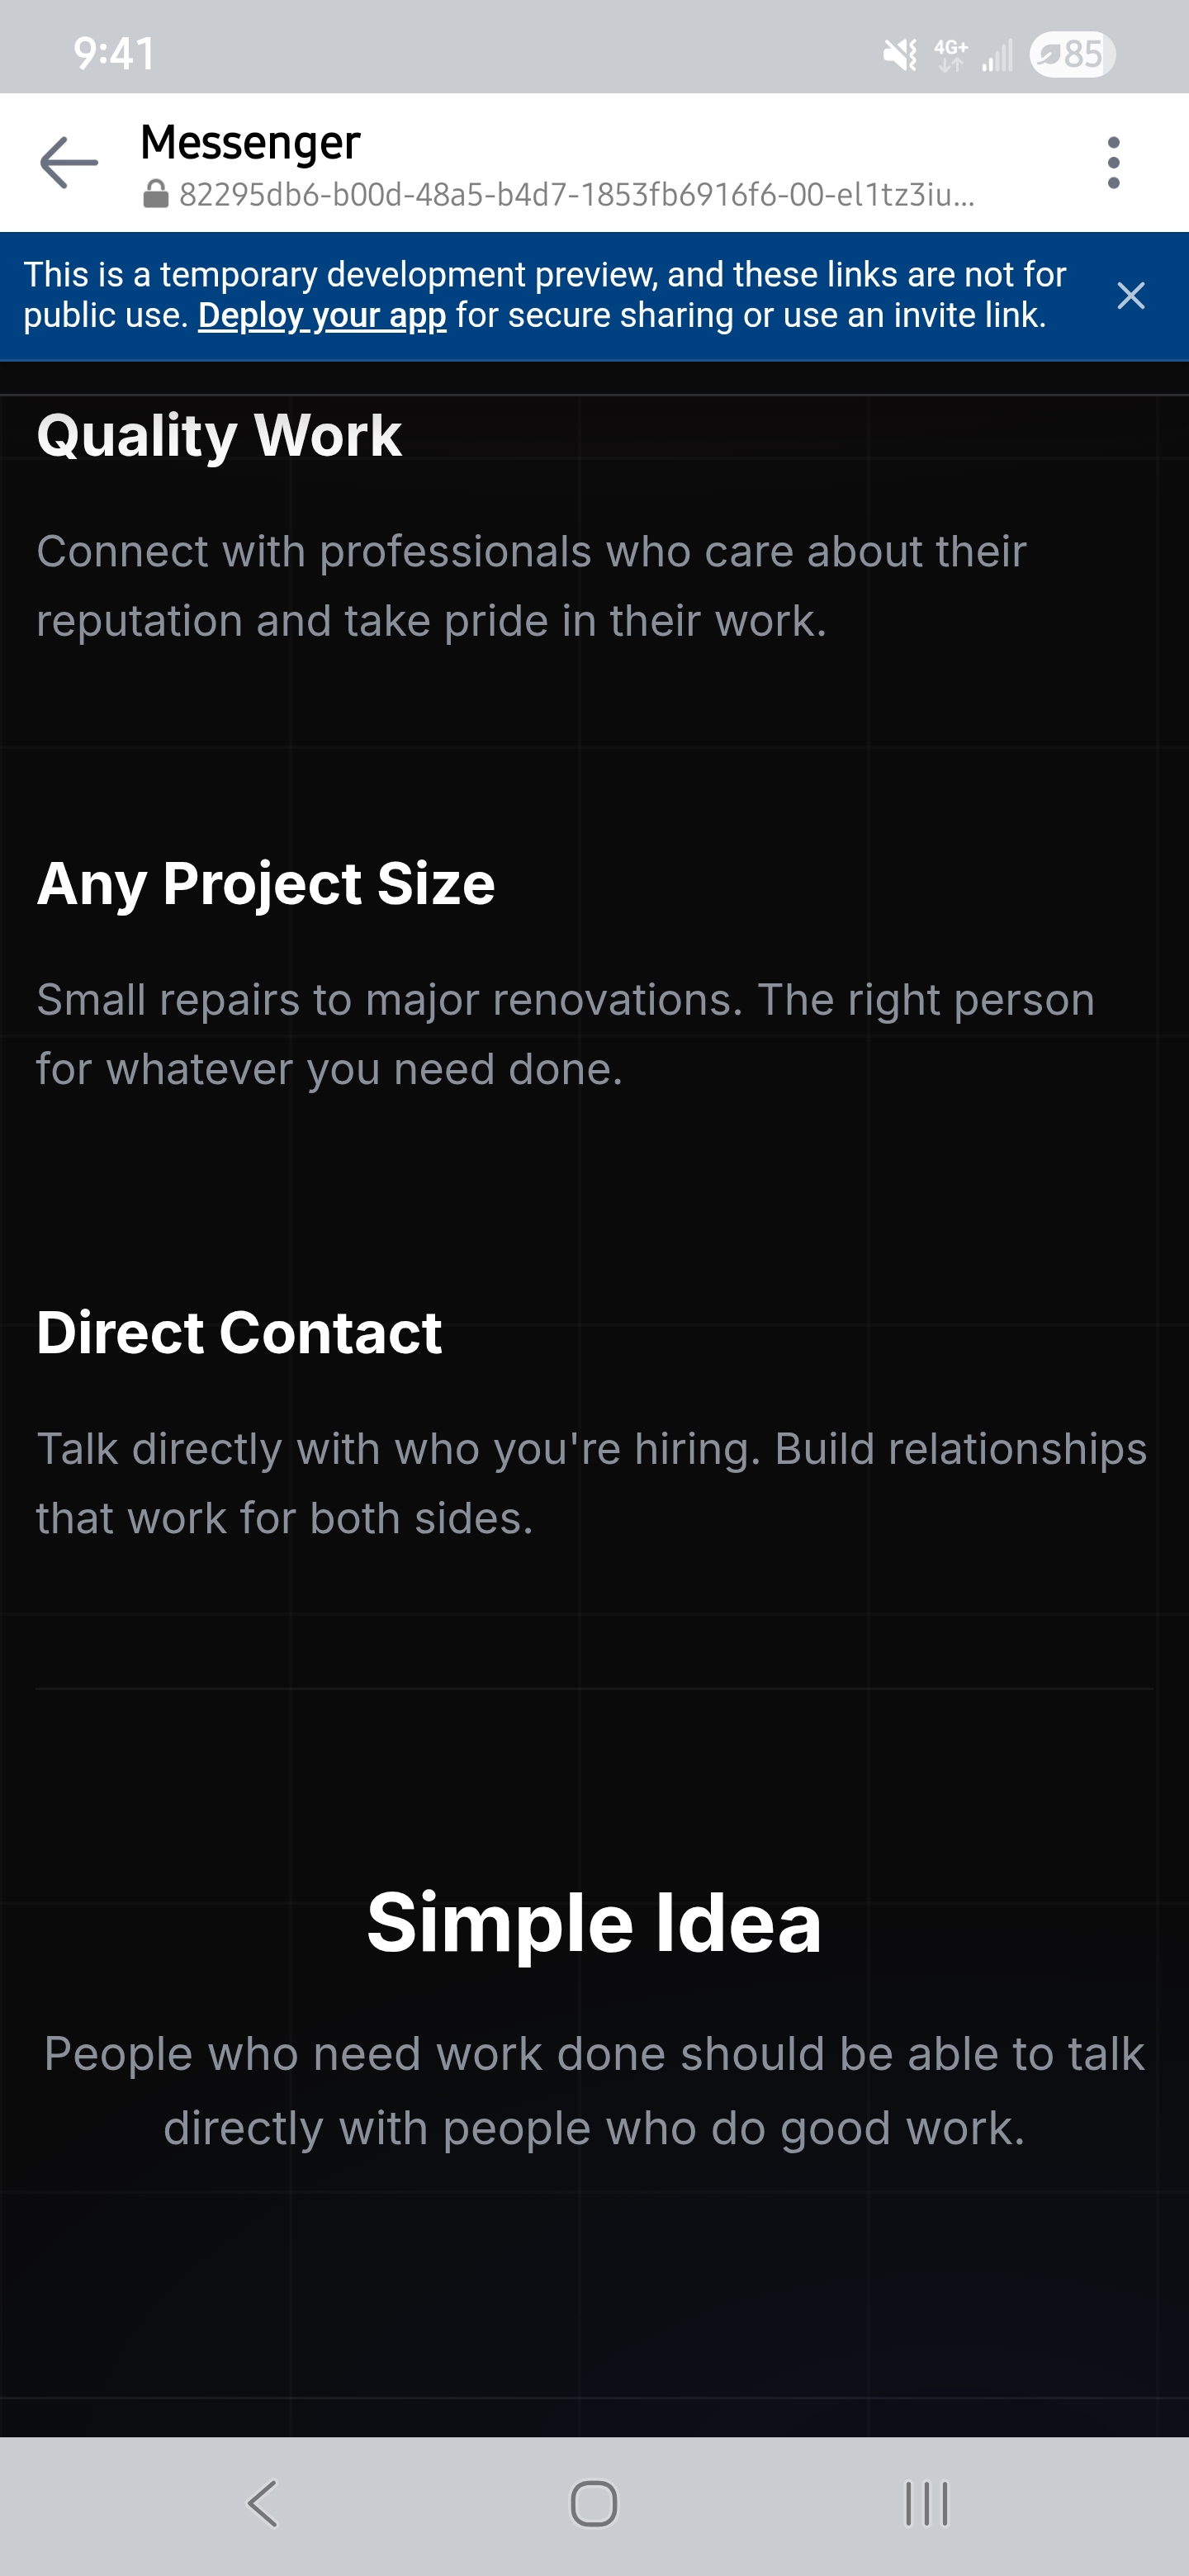 9:41
4G+
85
Messenger
82295db6-b00d-48a5-b4d7-1853fb6916f6-00-el1tz3iu...
This is a temporary development preview, and these links are not for
public use. Deploy your app for secure sharing or use an invite link.
Quality Work
Connect with professionals who care about their
reputation and take pride in their work.
Any Project Size
Small repairs to major renovations. The right person
for whatever you need done.
Direct Contact
Talk directly with who you're hiring. Build relationships
that work for both sides.
Simple Idea
People who need work done should be able to talk
directly with people who do good work.